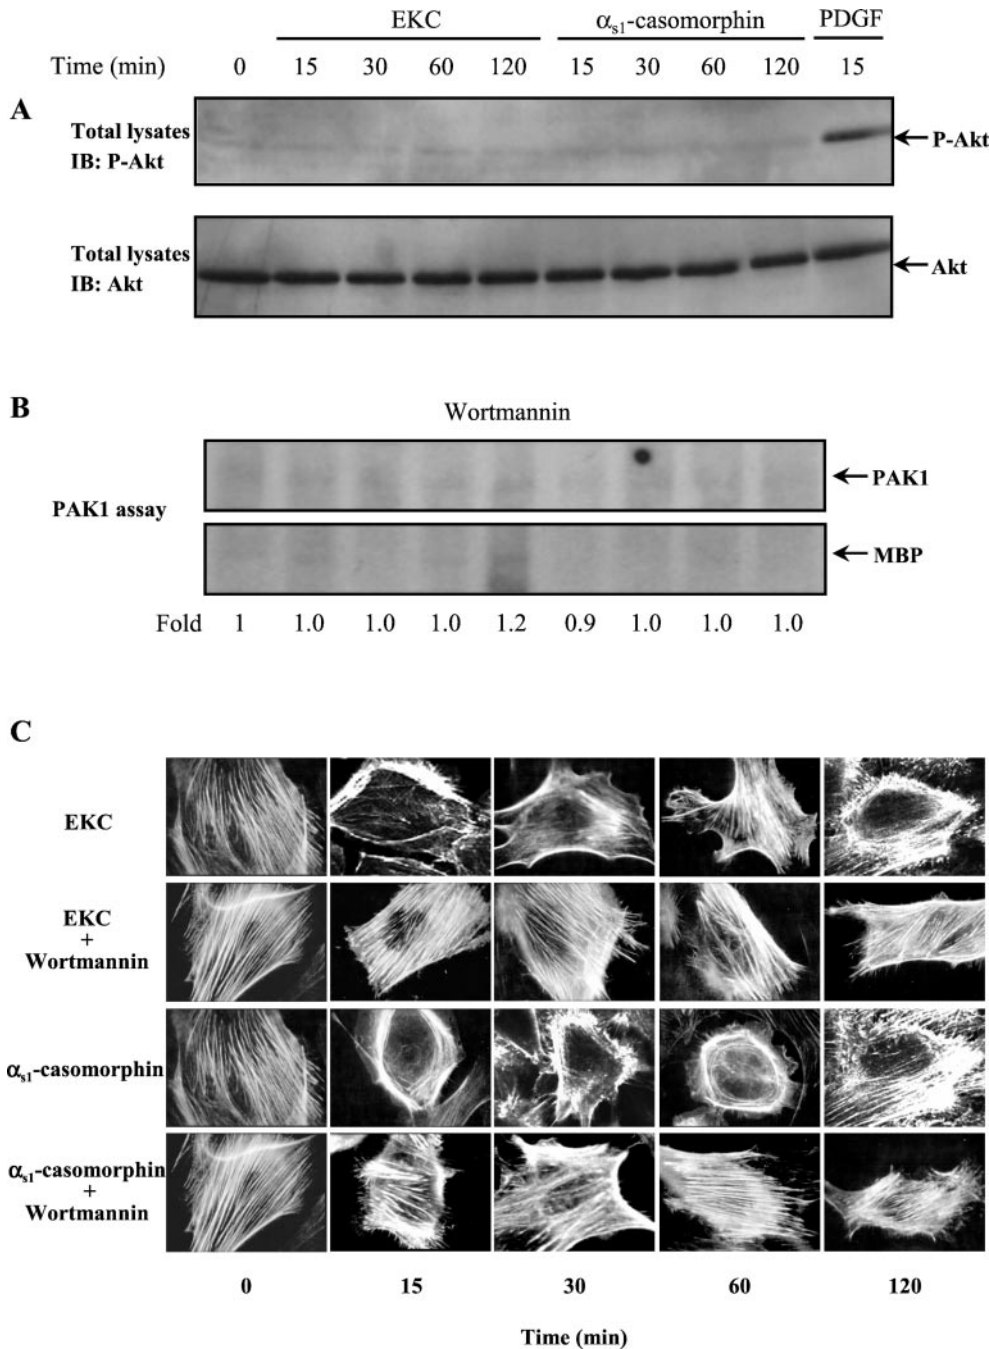 EKC αs1-casomorphin PDGF
Time (min) 0 15 30 60 120 15 30 60 120 15
A
Total lysates
IB: P-Akt
P-Akt
Total lysates
IB: Akt
Akt
B
Wortmannin
PAK1 assay
PAK1
MBP
Fold 1 1.0 1.0 1.0 1.2 0.9 1.0 1.0 1.0
C
EKC
EKC
+
Wortmannin
αs1-casomorphin
αs1-casomorphin
+
Wortmannin
0 15 30 60 120
Time (min)